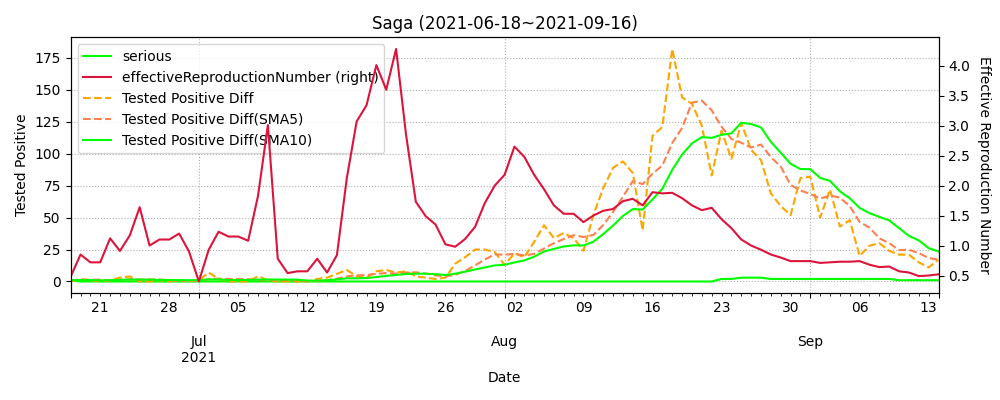 Saga (2021-06-18~2021-09-16)
serious
effectiveReproductionNumber (right)
Tested Positive Diff
Tested Positive Diff(SMA5)
Tested Positive Diff(SMA10)
Tested Positive
175
150
125
100
75
50
25
0
4.0
3.5
3.0
2.5
2.0
1.5
1.0
0.5
Effective Reproduction Number
21 28 05 12 19 26 02 09 16 23 30 06 13
Jul Aug Sep
2021
Date